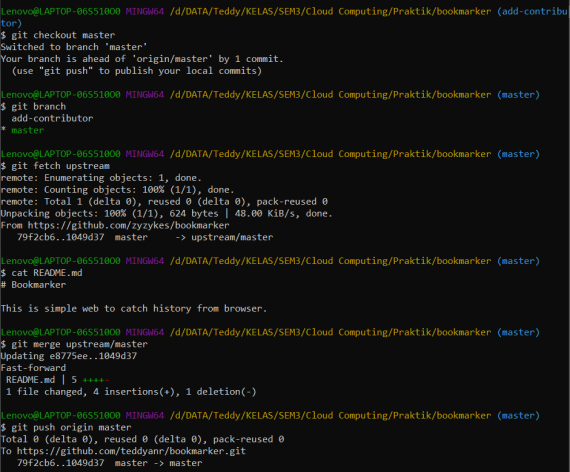 Lenovo@LAPTOP-06551000 MINGW64 /d/DATA/Teddy/KELAS/SEM3/Cloud Computing/Praktik/bookmarker (add-contribu
tor)
$ git checkout master
Switched to branch 'master'
Your branch is ahead of 'origin/master' by 1 commit.
  (use "git push" to publish your local commits)
Lenovo@LAPTOP-06551000 MINGW64 /d/DATA/Teddy/KELAS/SEM3/Cloud Computing/Praktik/bookmarker (master)
$ git branch
  add-contributor
* master
Lenovo@LAPTOP-06551000 MINGW64 /d/DATA/Teddy/KELAS/SEM3/Cloud Computing/Praktik/bookmarker (master)
$ git fetch upstream
remote: Enumerating objects: 1, done.
remote: Counting objects: 100% (1/1), done.
remote: Total 1 (delta 0), reused 0 (delta 0), pack-reused 0
Unpacking objects: 100% (1/1), 624 bytes | 48.00 KiB/s, done.
From https://github.com/zyzykes/bookmarker
   79f2cb6..1049d37  master     -> upstream/master
Lenovo@LAPTOP-06551000 MINGW64 /d/DATA/Teddy/KELAS/SEM3/Cloud Computing/Praktik/bookmarker (master)
$ cat README.md
# Bookmarker
This is simple web to catch history from browser.
Lenovo@LAPTOP-06551000 MINGW64 /d/DATA/Teddy/KELAS/SEM3/Cloud Computing/Praktik/bookmarker (master)
$ git merge upstream/master
Updating e8775ee..1049d37
Fast-forward
 README.md | 5 ++++-
 1 file changed, 4 insertions(+), 1 deletion(-)
Lenovo@LAPTOP-06551000 MINGW64 /d/DATA/Teddy/KELAS/SEM3/Cloud Computing/Praktik/bookmarker (master)
$ git push origin master
Total 0 (delta 0), reused 0 (delta 0), pack-reused 0
To https://github.com/teddyanr/bookmarker.git
   79f2cb6..1049d37  master -> master